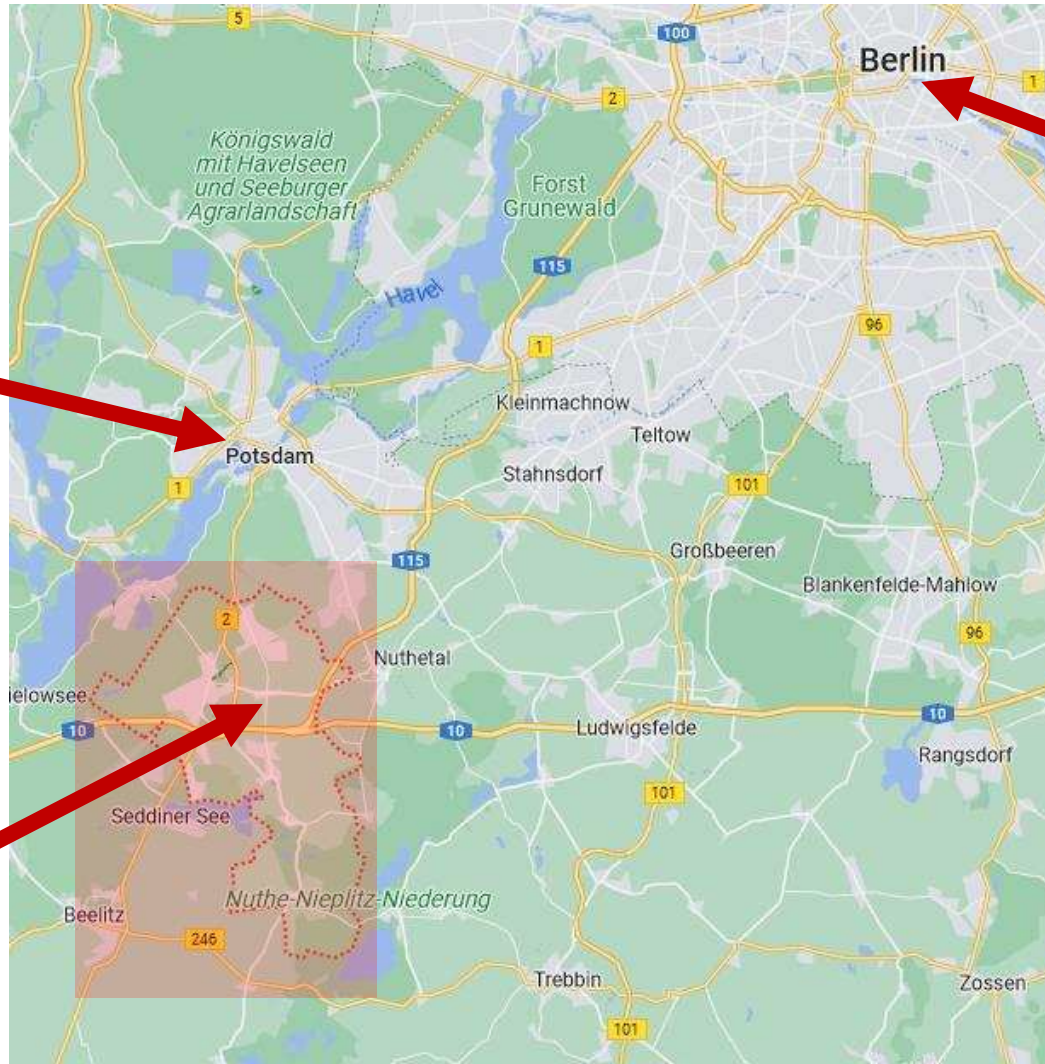 5
100
Berlin
1
2
Königswald
mit Havelseen
und Seeburger
Agrarlandschaft
Forst
Grunewald
115
Havel
96
1
Kleinmachnow
Teltow
Potsdam
Stahnsdorf
1
101
115
Großbeeren
Blankenfelde-Mahlow
2
96
Nuthetal
ielowsee
10
10
Ludwigsfelde
10
Rangsdorf
101
Seddiner See
Nuthe-Nieplitz-Niederung
Beelitz
246
Trebbin
Zossen
101